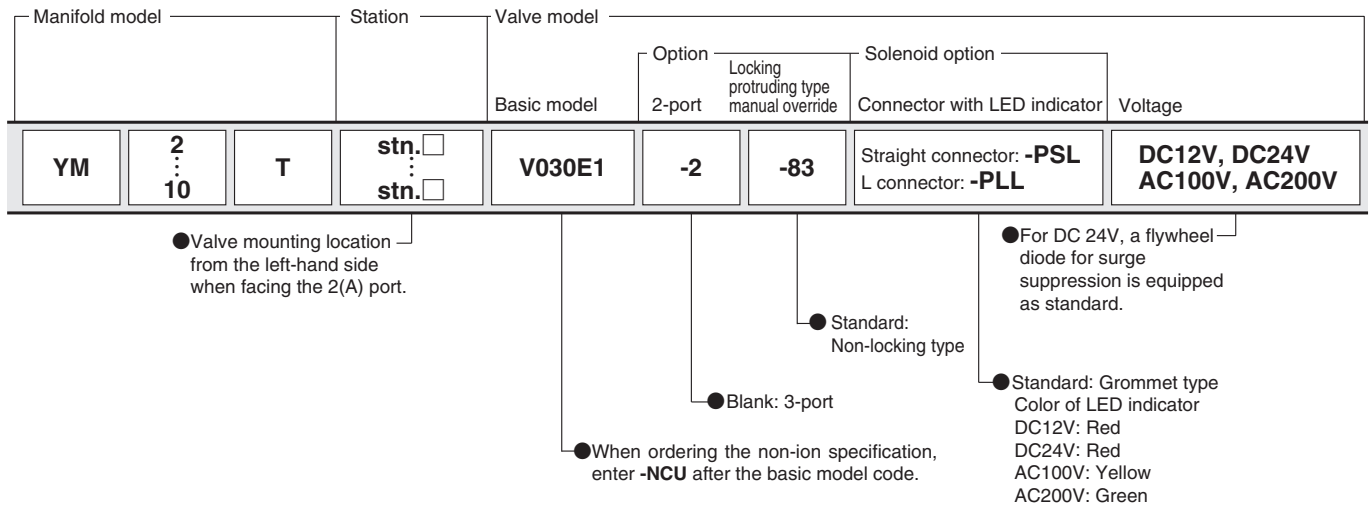 Manifold model
Station
Valve model
Option
Solenoid option
Basic model
2-port
Locking
protruding type
manual override
Connector with LED indicator
Voltage
YM
2
⋮
10
T
stn.□
⋮
stn.□
V030E1
-2
-83
Straight connector: -PSL
L connector: -PLL
DC12V, DC24V
AC100V, AC200V
●Valve mounting location
from the left-hand side
when facing the 2(A) port.
●For DC 24V, a flywheel
diode for surge
suppression is equipped
as standard.
●Standard:
Non-locking type
●Blank: 3-port
●When ordering the non-ion specification,
enter -NCU after the basic model code.
●Standard: Grommet type
Color of LED indicator
DC12V: Red
DC24V: Red
AC100V: Yellow
AC200V: Green